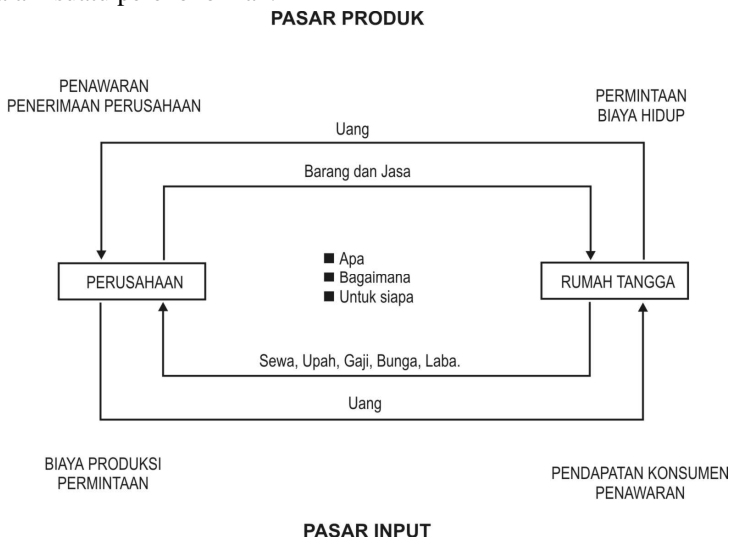 PASAR PRODUK
PENAWARAN
PENERIMAAN PERUSAHAAN
PERMINTAAN
BIAYA HIDUP
Uang
Barang dan Jasa
■ Apa
■ Bagaimana
■ Untuk siapa
PERUSAHAAN
RUMAH TANGGA
Sewa, Upah, Gaji, Bunga, Laba.
Uang
BIAYA PRODUKSI
PERMINTAAN
PENDAPATAN KONSUMEN
PENAWARAN
PASAR INPUT